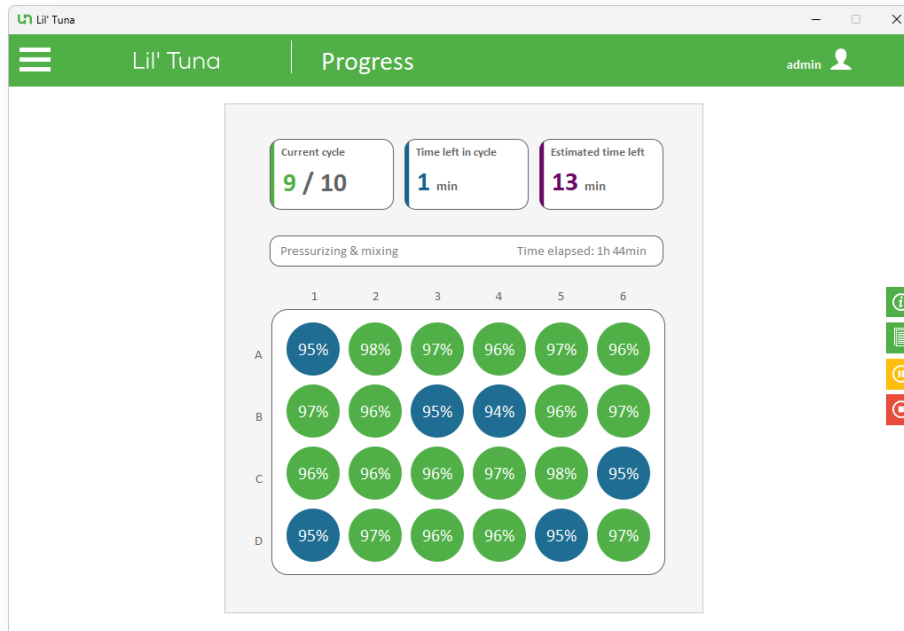 Lil' Tuna
Lil' Tuna Progress admin
Current cycle Time left in cycle Estimated time left
9 / 10 1 min 13 min
Pressurizing & mixing Time elapsed: 1h 44min
1 2 3 4 5 6
A 95% 98% 97% 96% 97% 96%
B 97% 96% 95% 94% 96% 97%
C 96% 96% 96% 97% 98% 95%
D 95% 97% 96% 96% 95% 97%